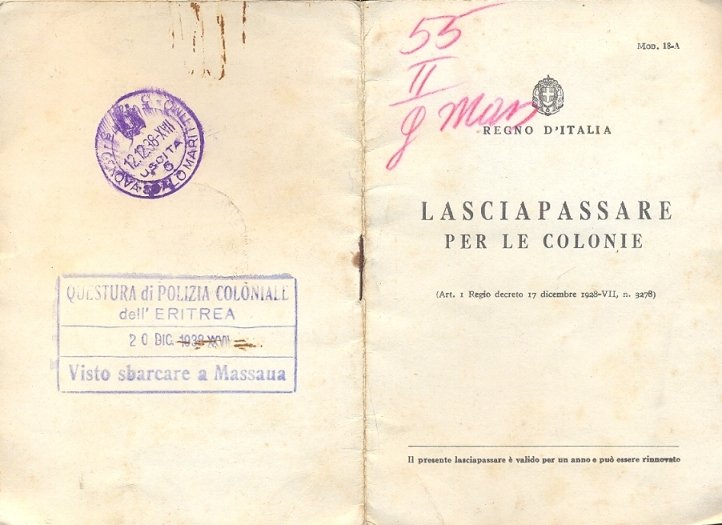 12.12.38-XVII
USCITA
QUESTURA di POLIZIA COLONIALE
dell' ERITREA
20 DIC. 1938 XVII
Visto sbarcare a Massaua
55
II
Mod. 18-A
REGNO D'ITALIA
LASCIAPASSARE
PER LE COLONIE
(Art. 1 Regio decreto 17 dicembre 1928-VII, n. 3278)
Il presente lasciapassare è valido per un anno e può essere rinnovato